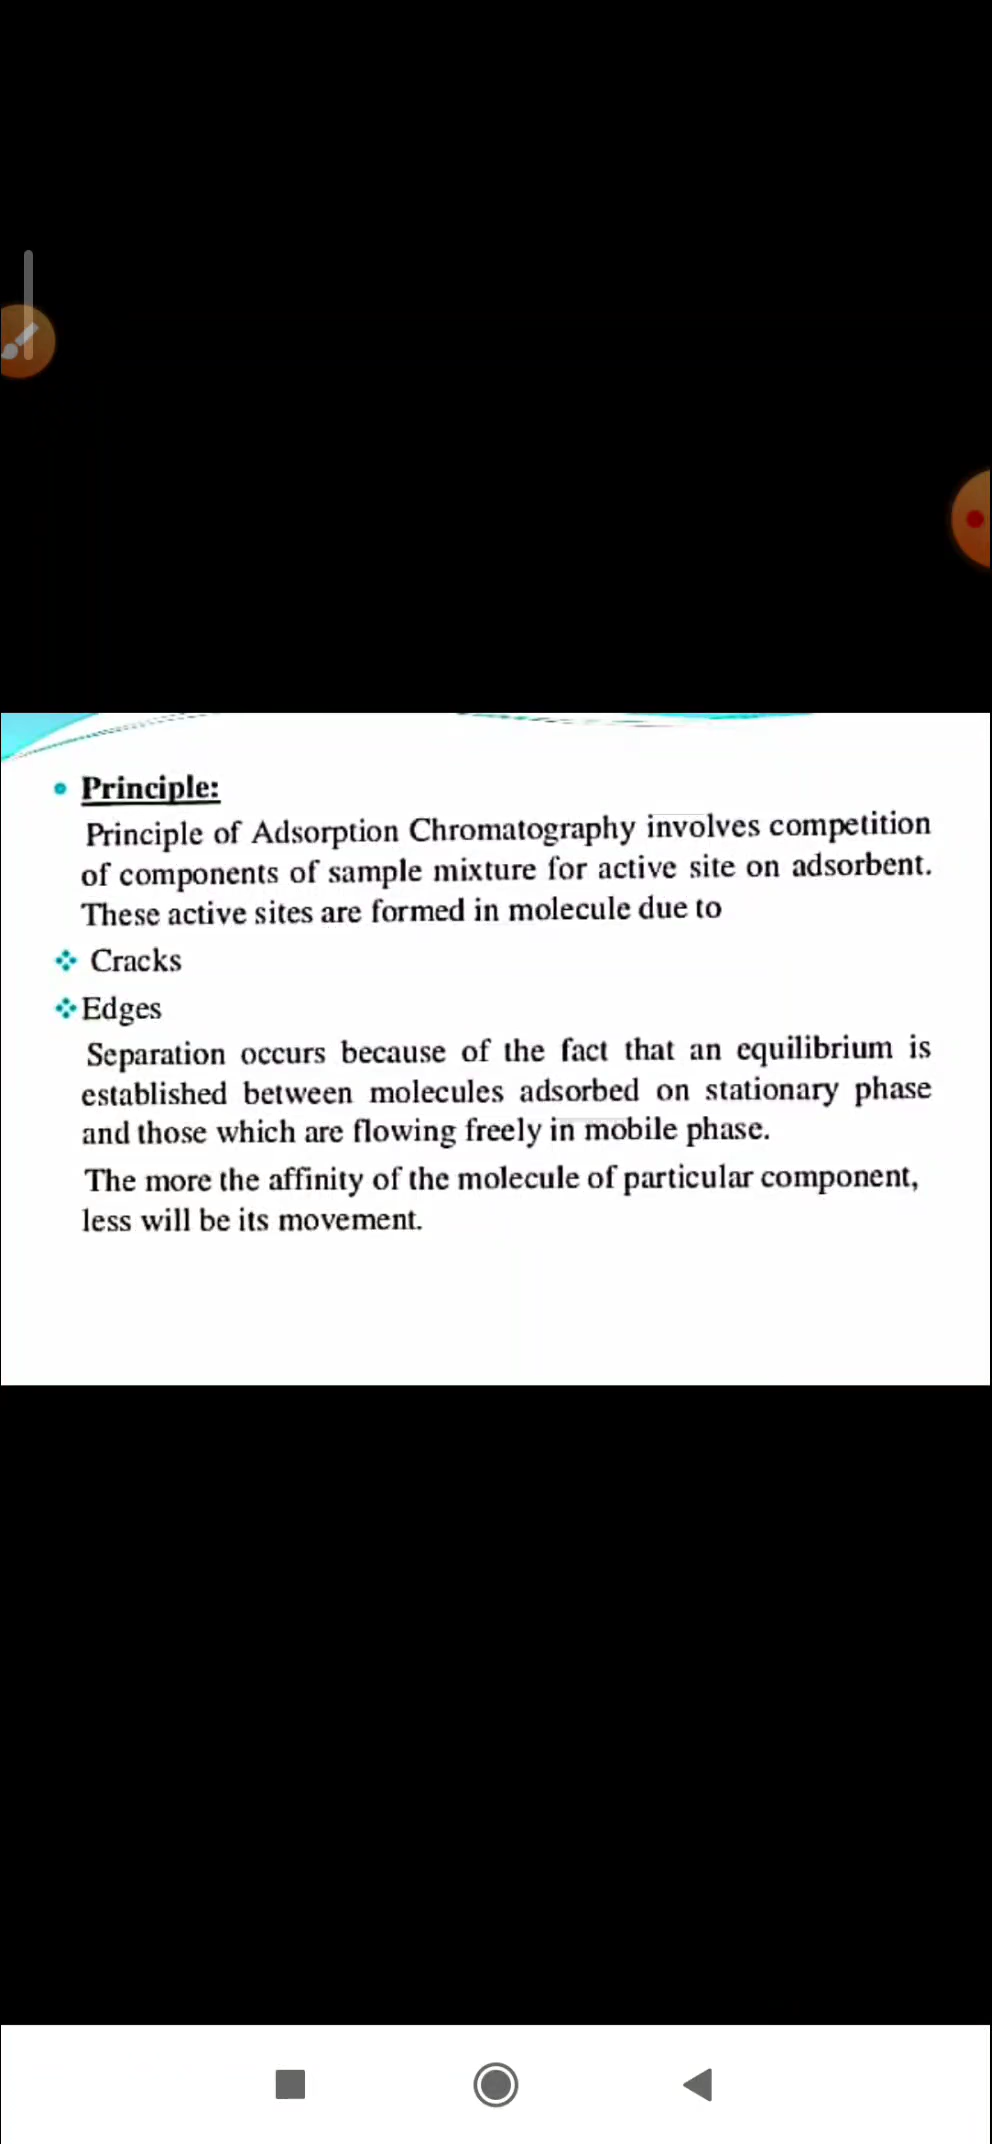 Principle:
Principle of Adsorption Chromatography involves competition
of components of sample mixture for active site on adsorbent.
These active sites are formed in molecule due to
Cracks
Edges
Separation occurs because of the fact that an equilibrium is
established between molecules adsorbed on stationary phase
and those which are flowing freely in mobile phase.
The more the affinity of the molecule of particular component,
less will be its movement.